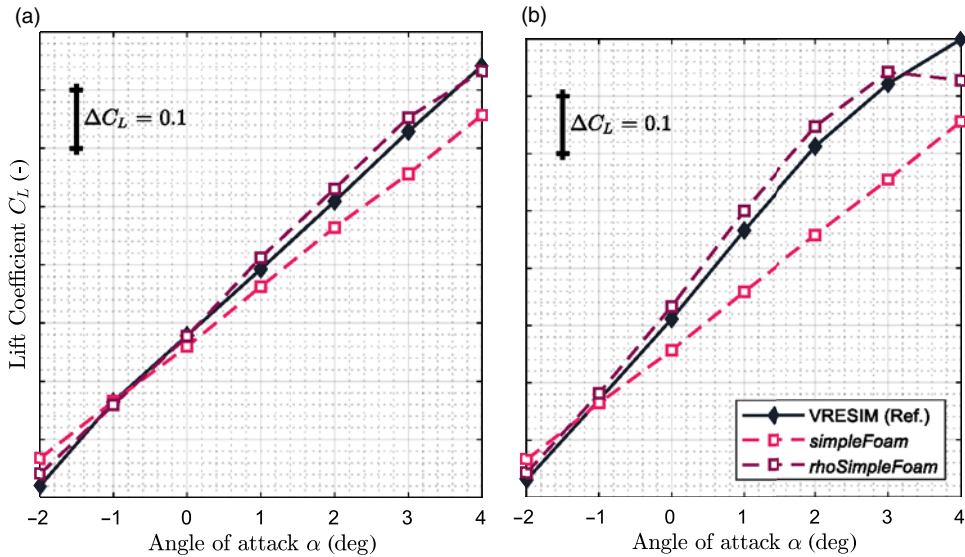 (a)
(b)
ΔC_L = 0.1
ΔC_L = 0.1
Lift Coefficient C_L (-)
VRESIM (Ref.)
simpleFoam
rhoSimpleFoam
−2 −1 0 1 2 3 4
−2 −1 0 1 2 3 4
Angle of attack α (deg)
Angle of attack α (deg)